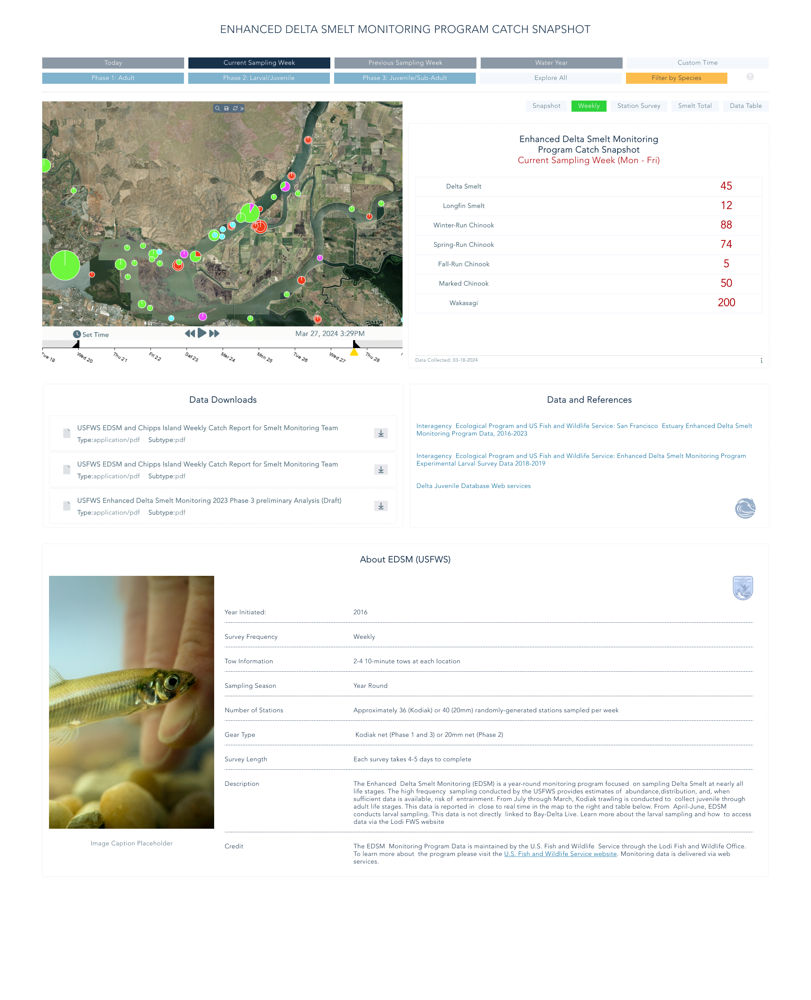 ENHANCED DELTA SMELT MONITORING PROGRAM CATCH SNAPSHOT
Today
Current Sampling Week
Previous Sampling Week
Water Year
Custom Time
Phase 1: Adult
Phase 2: Larval/Juvenile
Phase 3: Juvenile/Sub-Adult
Explore All
Filter by Species
?
Snapshot
Weekly
Station Survey
Smelt Total
Data Table
Set Time
Mar 27, 2024 3:29PM
Tue 19
Wed 20
Thu 21
Fri 22
Sat 23
Mar 24
Mon 25
Tue 26
Wed 27
Thu 28
Enhanced Delta Smelt Monitoring
Program Catch Snapshot
Current Sampling Week (Mon - Fri)
Delta Smelt 45
Longfin Smelt 12
Winter-Run Chinook 88
Spring-Run Chinook 74
Fall-Run Chinook 5
Marked Chinook 50
Wakasagi 200
Data Collected: 03-18-2024
i
Data Downloads
USFWS EDSM and Chipps Island Weekly Catch Report for Smelt Monitoring Team
Type:application/pdf Subtype:pdf
USFWS EDSM and Chipps Island Weekly Catch Report for Smelt Monitoring Team
Type:application/pdf Subtype:pdf
USFWS Enhanced Delta Smelt Monitoring 2023 Phase 3 preliminary Analysis (Draft)
Type:application/pdf Subtype:pdf
Data and References
Interagency Ecological Program and US Fish and Wildlife Service: San Francisco Estuary Enhanced Delta Smelt
Monitoring Program Data, 2016-2023
Interagency Ecological Program and US Fish and Wildlife Service: Enhanced Delta Smelt Monitoring Program
Experimental Larval Survey Data 2018-2019
Delta Juvenile Database Web services
About EDSM (USFWS)
Image Caption Placeholder
Year Initiated: 2016
Survey Frequency Weekly
Tow Information 2-4 10-minute tows at each location
Sampling Season Year Round
Number of Stations Approximately 36 (Kodiak) or 40 (20mm) randomly-generated stations sampled per week
Gear Type Kodiak net (Phase 1 and 3) or 20mm net (Phase 2)
Survey Length Each survey takes 4-5 days to complete
Description The Enhanced Delta Smelt Monitoring (EDSM) is a year-round monitoring program focused on sampling Delta Smelt at nearly all
life stages. The high frequency sampling conducted by the USFWS provides estimates of abundance,distribution, and, when
sufficient data is available, risk of entrainment. From July through March, Kodiak trawling is conducted to collect juvenile through
adult life stages. This data is reported in close to real time in the map to the right and table below. From April-June, EDSM
conducts larval sampling. This data is not directly linked to Bay-Delta Live. Learn more about the larval sampling and how to access
data via the Lodi FWS website
Credit The EDSM Monitoring Program Data is maintained by the U.S. Fish and Wildlife Service through the Lodi Fish and Wildlife Office.
To learn more about the program please visit the U.S. Fish and Wildlife Service website. Monitoring data is delivered via web
services.